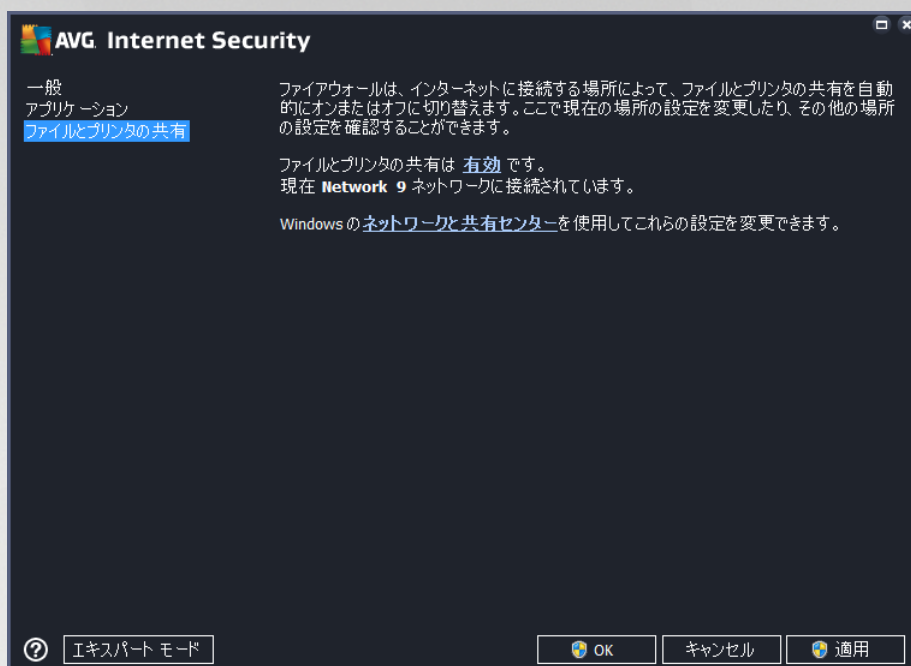 AVG Internet Security
一般
アプリケーション
ファイルとプリンタの共有
ファイアウォールは、インターネットに接続する場所によって、ファイルとプリンタの共有を自動
的にオンまたはオフに切り替えます。ここで現在の場所の設定を変更したり、その他の場所
の設定を確認することができます。
ファイルとプリンタの共有は 有効 です。
現在 Network 9 ネットワークに接続されています。
Windows のネットワークと共有センターを使用してこれらの設定を変更できます。
? エキスパート モード OK キャンセル 適用